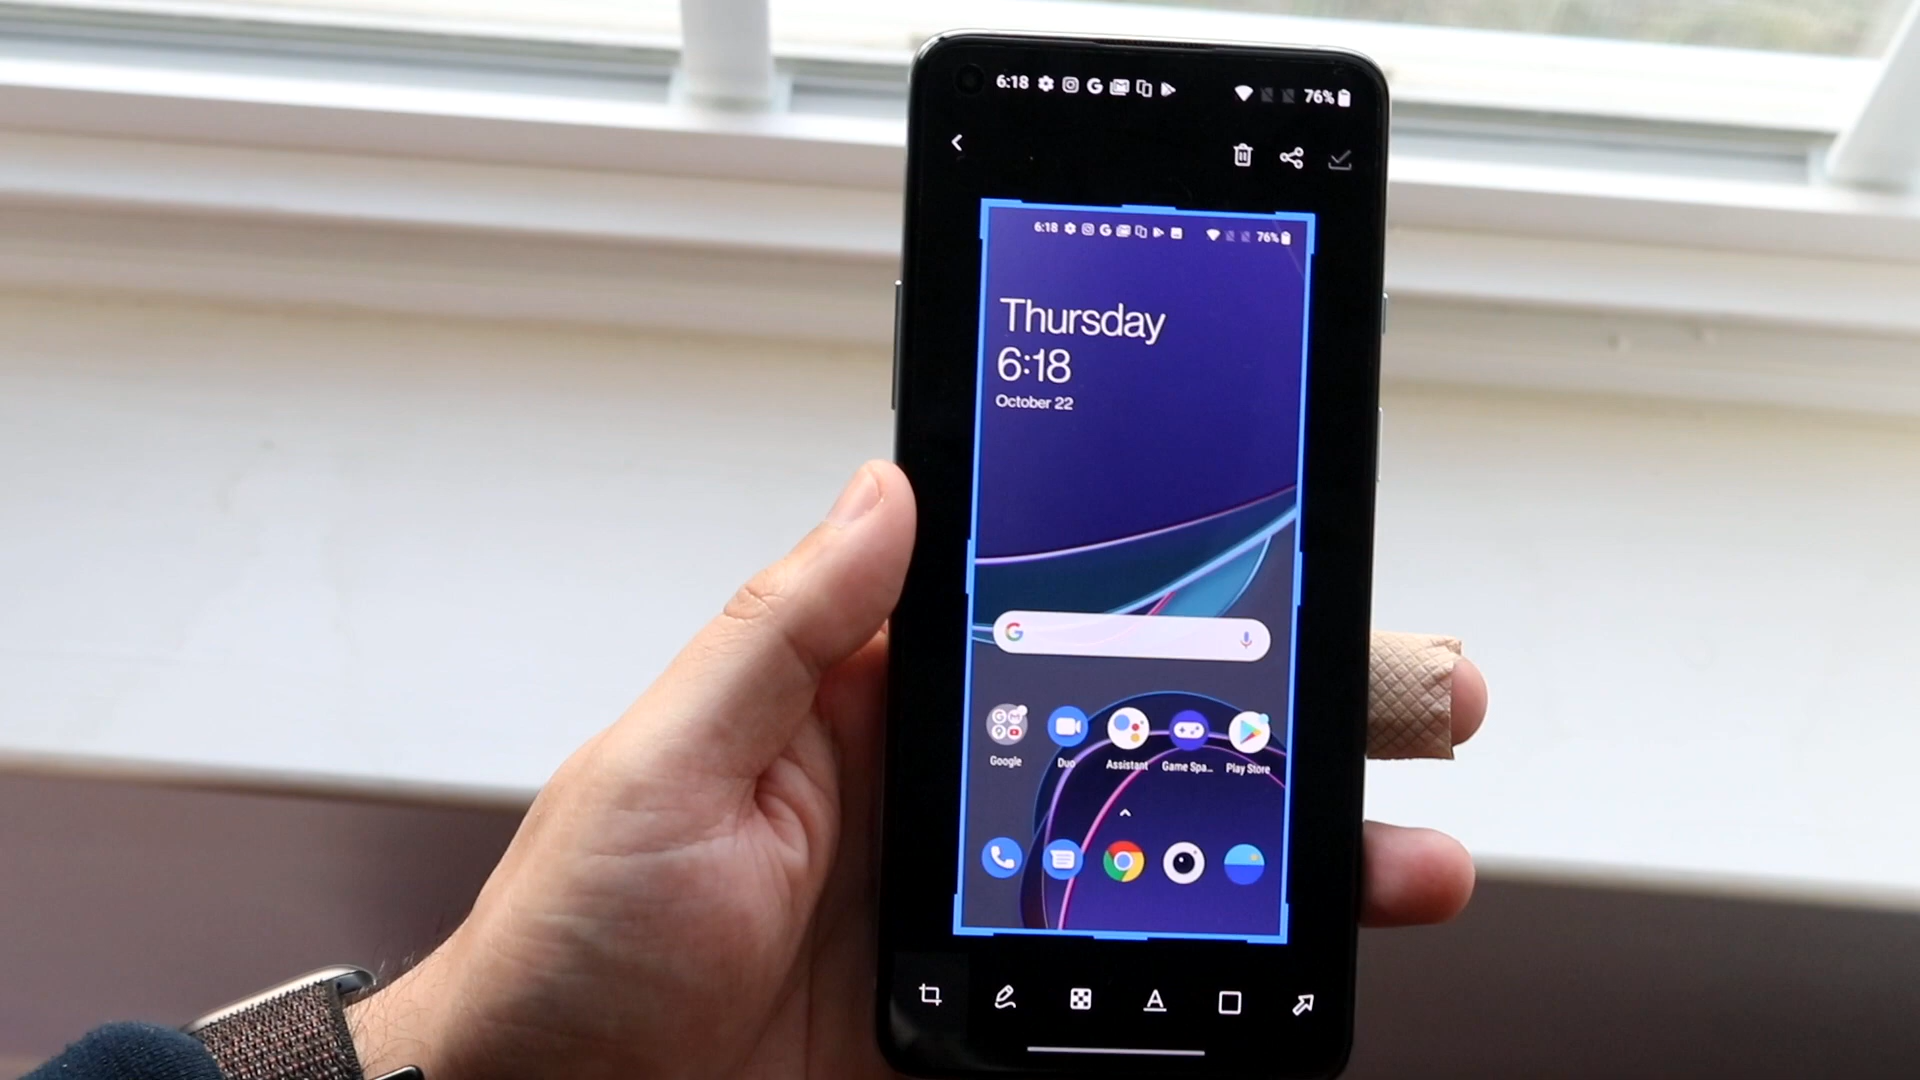 6:18 76%
6:18 76%
Thursday
6:18
October 22
Google Duo Assistant Game Spa... Play Store